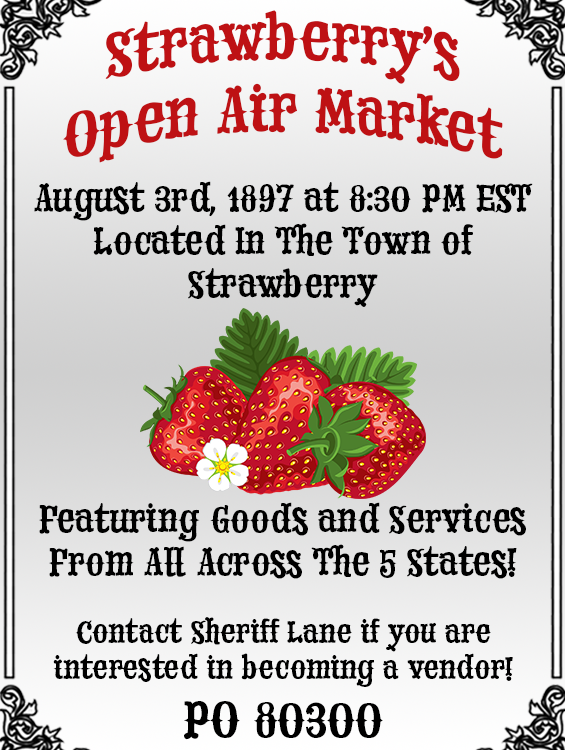 Strawberry's
Open Air Market
August 3rd, 1897 at 8:30 PM EST
Located In The Town of
Strawberry
Featuring Goods and Services
From All Across The 5 States!
Contact Sheriff Lane if you are
interested in becoming a vendor!
PO 80300